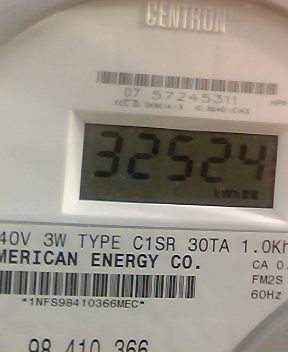 CENTRON®
07 57245311
32524
kWh
40V 3W TYPE C1SR 30TA 1.0Kh
MERICAN ENERGY CO.
CA 0.
FM2S
*1NFS98410366MEC*
60Hz
98 410 366